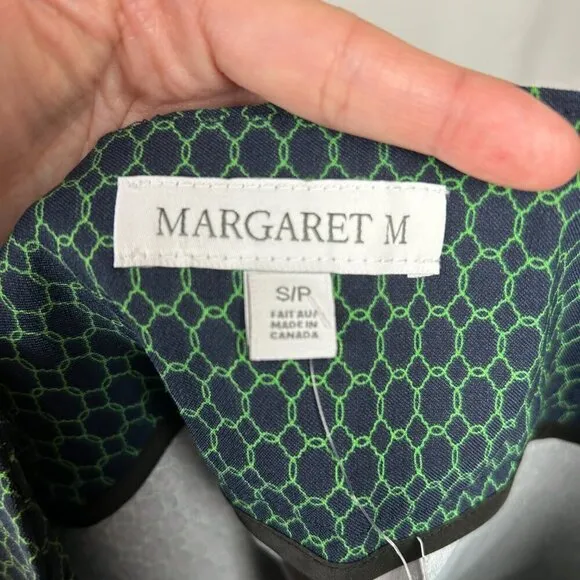 MARGARET M
S/P
FAIT AU/
MADE IN
CANADA